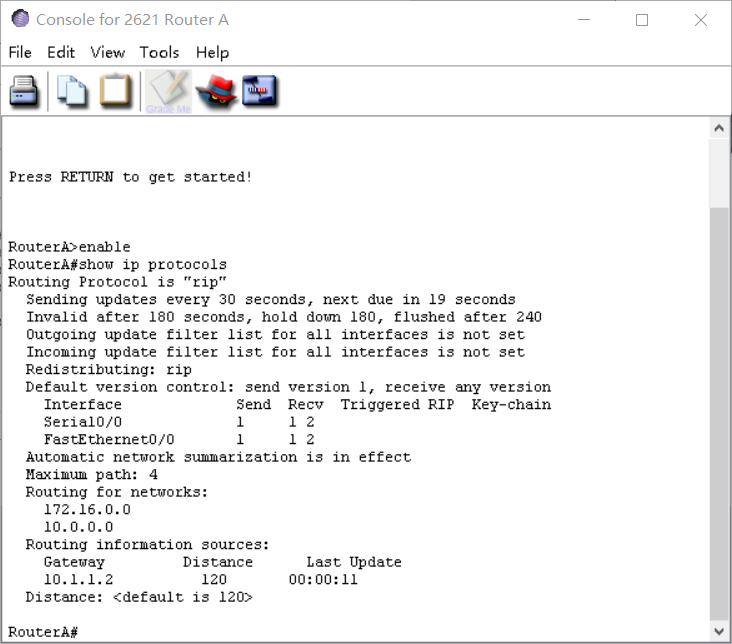 Console for 2621 Router A
File Edit View Tools Help
Grade Me
Press RETURN to get started!
RouterA>enable
RouterA#show ip protocols
Routing Protocol is "rip"
  Sending updates every 30 seconds, next due in 19 seconds
  Invalid after 180 seconds, hold down 180, flushed after 240
  Outgoing update filter list for all interfaces is not set
  Incoming update filter list for all interfaces is not set
  Redistributing: rip
  Default version control: send version 1, receive any version
    Interface             Send  Recv  Triggered RIP  Key-chain
    Serial0/0             1     1 2
    FastEthernet0/0       1     1 2
  Automatic network summarization is in effect
  Maximum path: 4
  Routing for networks:
    172.16.0.0
    10.0.0.0
  Routing information sources:
    Gateway         Distance      Last Update
    10.1.1.2          120       00:00:11
  Distance: <default is 120>
RouterA#